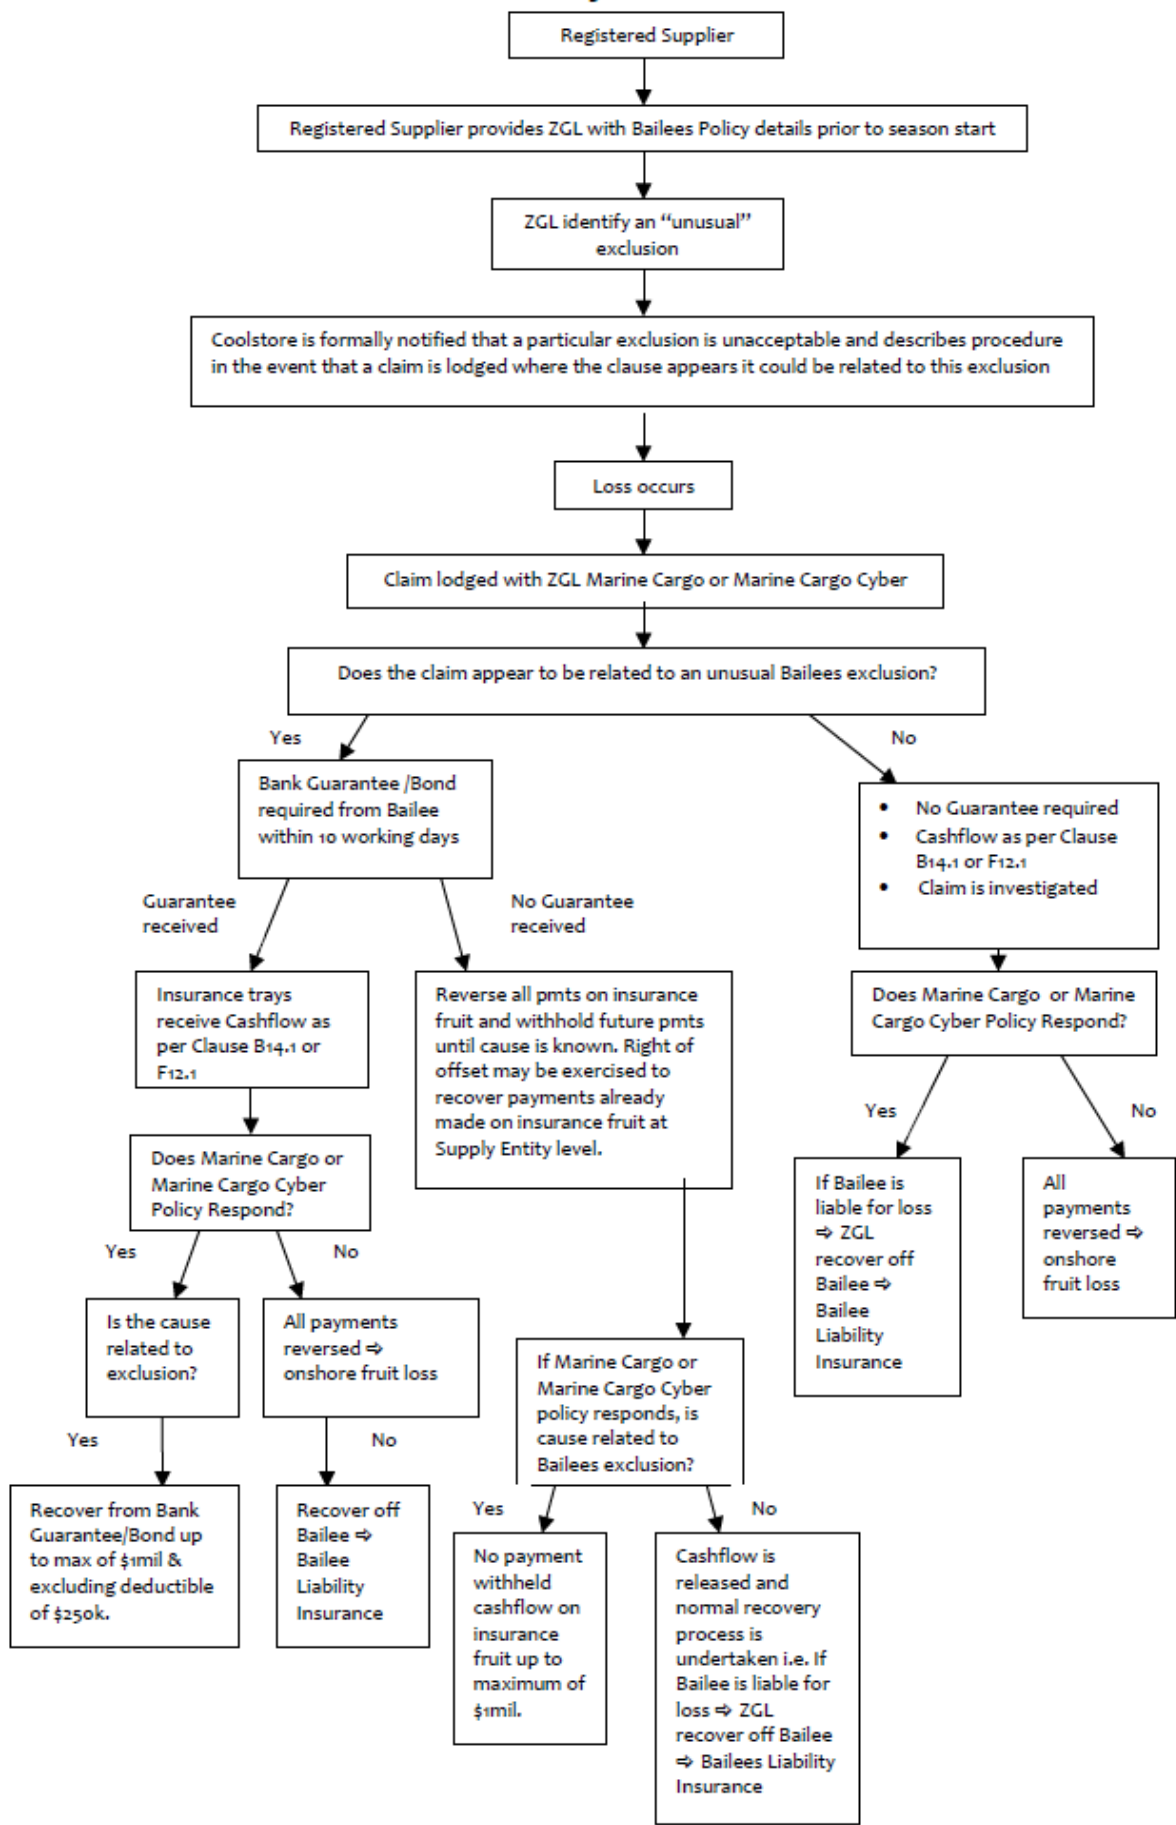 Registered Supplier
Registered Supplier provides ZGL with Bailees Policy details prior to season start
ZGL identify an “unusual”
exclusion
Coolstore is formally notified that a particular exclusion is unacceptable and describes procedure
in the event that a claim is lodged where the clause appears it could be related to this exclusion
Loss occurs
Claim lodged with ZGL Marine Cargo or Marine Cargo Cyber
Does the claim appear to be related to an unusual Bailees exclusion?
Yes
No
Bank Guarantee /Bond
required from Bailee
within 10 working days
• No Guarantee required
• Cashflow as per Clause
B14.1 or F12.1
• Claim is investigated
Guarantee
received
No Guarantee
received
Insurance trays
receive Cashflow as
per Clause B14.1 or
F12.1
Reverse all pmts on insurance
fruit and withhold future pmts
until cause is known. Right of
offset may be exercised to
recover payments already
made on insurance fruit at
Supply Entity level.
Does Marine Cargo or Marine
Cargo Cyber Policy Respond?
Yes
No
Does Marine Cargo or
Marine Cargo Cyber
Policy Respond?
If Bailee is
liable for loss
⇨ ZGL
recover off
Bailee ⇨
Bailee
Liability
Insurance
All
payments
reversed ⇨
onshore
fruit loss
Yes
No
Is the cause
related to
exclusion?
All payments
reversed ⇨
onshore fruit loss
If Marine Cargo or
Marine Cargo Cyber
policy responds, is
cause related to
Bailees exclusion?
Yes
No
Recover from Bank
Guarantee/Bond up
to max of $1mil &
excluding deductible
of $250k.
Recover off
Bailee ⇨
Bailee
Liability
Insurance
Yes
No
No payment
withheld
cashflow on
insurance
fruit up to
maximum of
$1mil.
Cashflow is
released and
normal recovery
process is
undertaken i.e. If
Bailee is liable for
loss ⇨ ZGL
recover off Bailee
⇨ Bailees Liability
Insurance